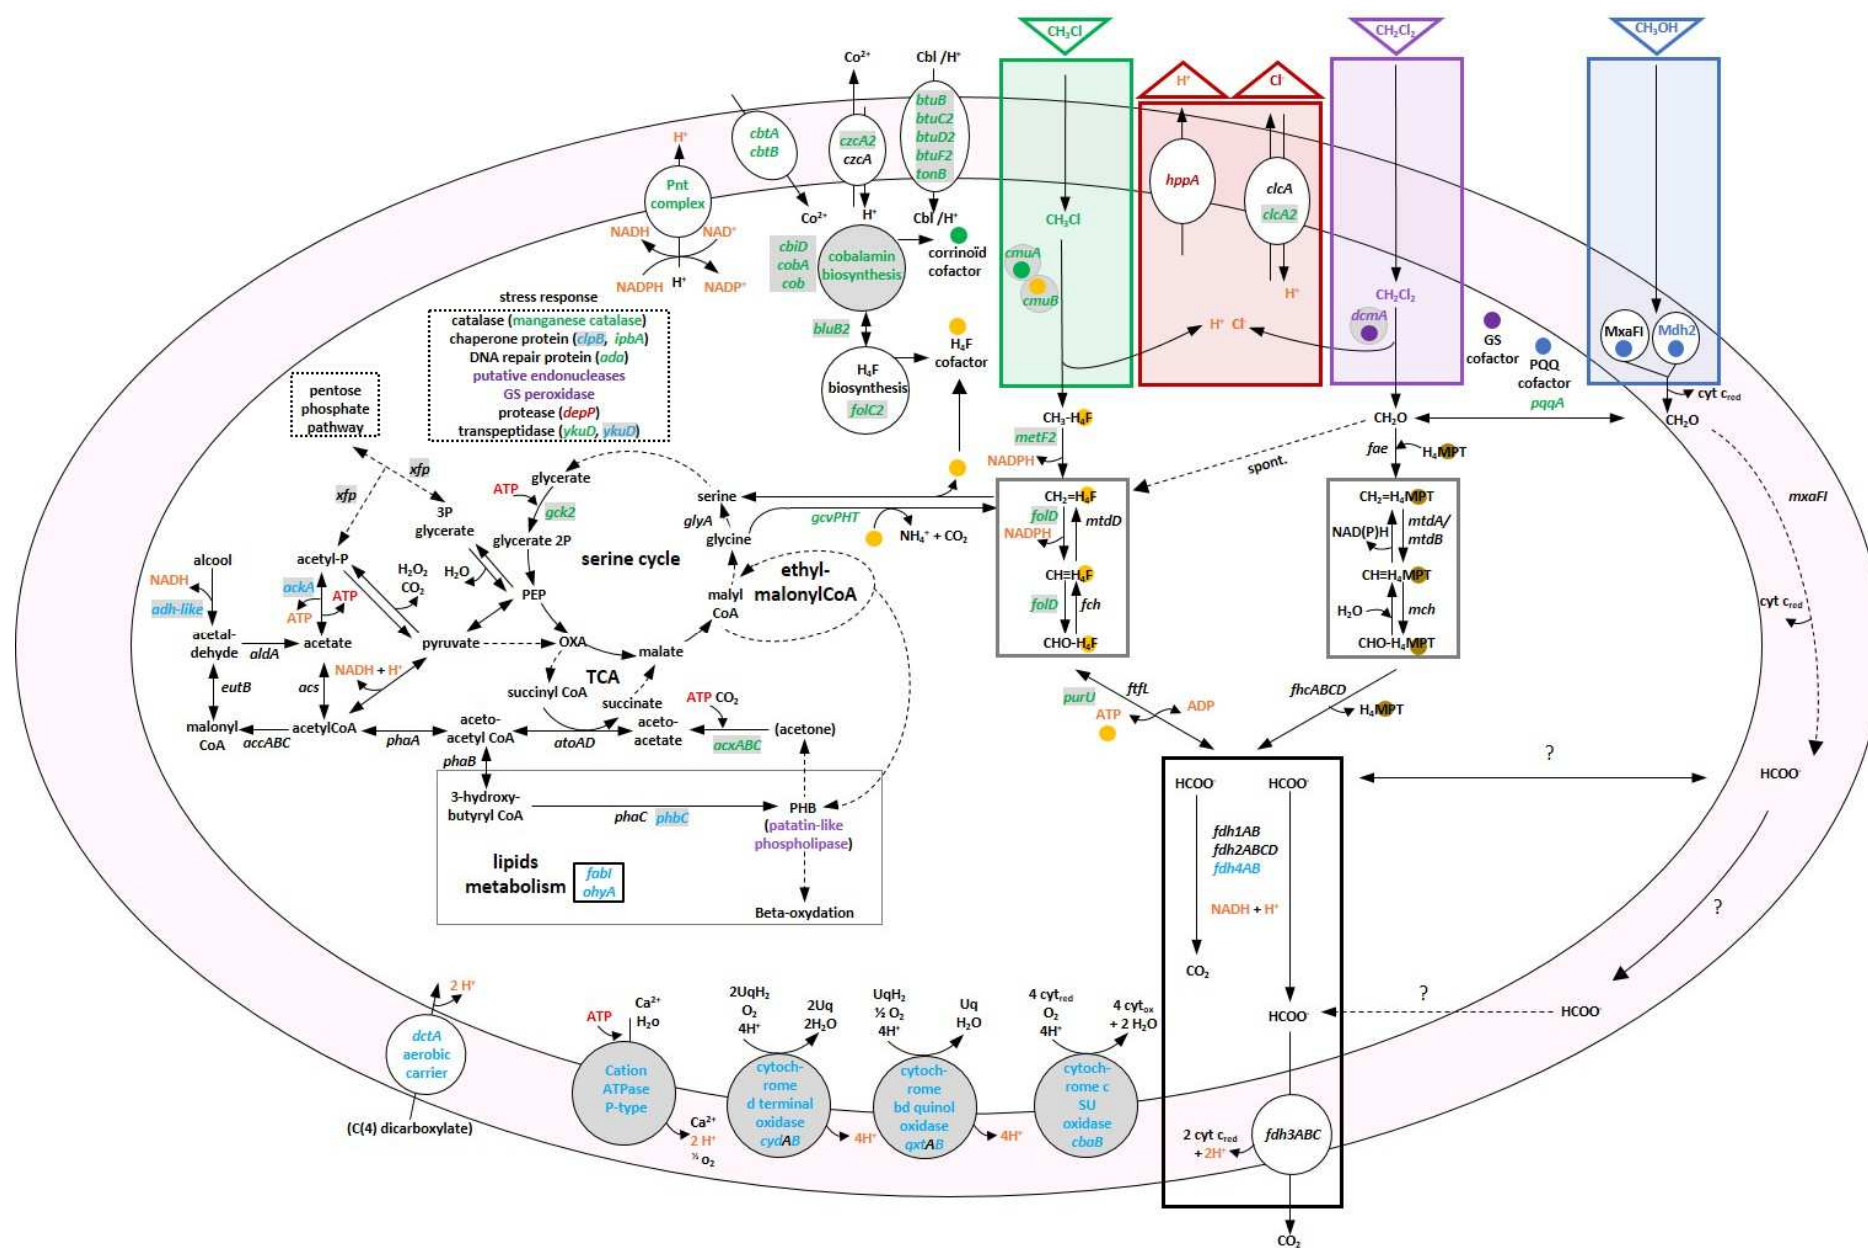 CH₃Cl
CH₂Cl₂
CH₃OH
H⁺
Cl⁻
Co²⁺
Cbl /H⁺
btuB
btuC2
btuD2
btuF2
tonB
cbtA
cbtB
czcA2
czcA
H⁺
Pnt
complex
NADH
NAD⁺
NADPH
H⁺
NADP⁺
Co²⁺
H⁺
Cbl /H⁺
cbiD
cobA
cob
cobalamin
biosynthesis
corrinoïd
cofactor
bluB2
H₄F
cofactor
H₄F
biosynthesis
folC2
CH₃Cl
cmuA
cmuB
hppA
clcA
clcA2
H⁺
H⁺ Cl⁻
CH₂Cl₂
dcmA
GS
cofactor
PQQ
cofactor
pqqA
MxaFI
Mdh2
cyt c_red
CH₂O
stress response
catalase (manganese catalase)
chaperone protein (clpB, ipbA)
DNA repair protein (ada)
putative endonucleases
GS peroxidase
protease (depP)
transpeptidase (ykuD, ykuD)
pentose
phosphate
pathway
xfp
xfp
3P
glycerate
glycerate
ATP
gck2
glycerate 2P
serine
glyA
glycine
gcvPHT
NH₄⁺ + CO₂
serine cycle
ethyl-
malonylCoA
malyl
CoA
PEP
H₂O
H₂O₂
CO₂
acetyl-P
alcool
NADH
adh-like
acetal-
dehyde
aldA
ackA
ATP
ATP
acetate
pyruvate
OXA
malate
TCA
eutB
acs
NADH + H⁺
succinyl CoA
succinate
malonyl
CoA
accABC
acetylCoA
phaA
aceto-
acetyl CoA
atoAD
aceto-
acetate
ATP CO₂
acxABC
(acetone)
phaB
3-hydroxy-
butyryl CoA
phaC phbC
PHB
(patatin-like
phospholipase)
lipids
metabolism
fabI
ohyA
Beta-oxydation
CH₃-H₄F
metF2
NADPH
CH₂=H₄F
folD
NADPH
mtdD
CH≡H₄F
folD
fch
CHO-H₄F
purU
ftfL
ATP
ADP
spont.
CH₂O
fae
H₄MPT
CH₂=H₄MPT
NAD(P)H
mtdA/
mtdB
CH≡H₄MPT
H₂O
mch
CHO-H₄MPT
fhcABCD
H₄MPT
mxaFI
cyt c_red
HCOO⁻
HCOO⁻
?
HCOO⁻
fdh1AB
fdh2ABCD
fdh4AB
NADH + H⁺
CO₂
HCOO⁻
?
?
HCOO⁻
2 cyt c_red
+ 2H⁺
fdh3ABC
CO₂
2 H⁺
dctA
aerobic
carrier
(C(4) dicarboxylate)
ATP
Ca²⁺
H₂o
Cation
ATPase
P-type
Ca²⁺
2 H⁺
½ o₂
2UqH₂
O₂
4H⁺
2Uq
2H₂O
cytoch-
rome
d terminal
oxidase
cydAB
4H⁺
UqH₂
½ O₂
4H⁺
Uq
H₂O
cytoch-
rome
bd quinol
oxidase
qxtAB
4H⁺
4 cyt_red
O₂
4H⁺
4 cyt_ox
+ 2 H₂O
cytoch-
rome c
SU
oxidase
cbaB